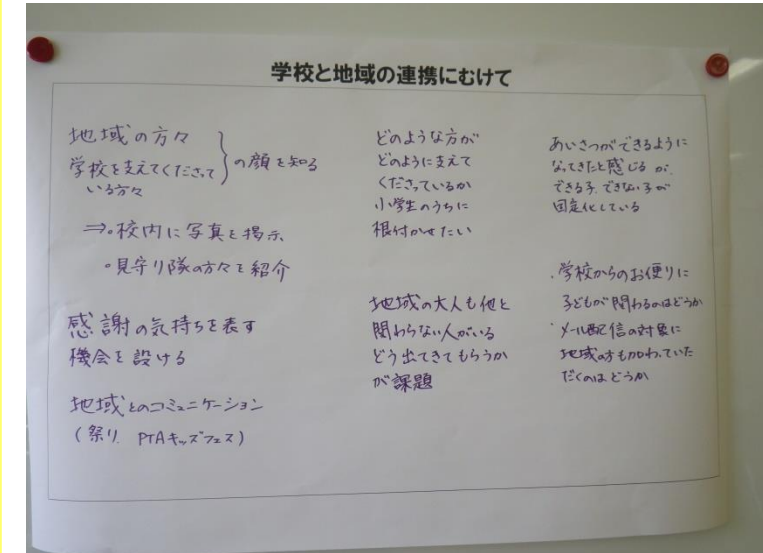 学校と地域の連携にむけて
地域の方々
学校を支えてくださって
いる方々
} の顔を知る
⇒・校内に写真を掲示
・見守り隊の方々を紹介
感謝の気持ちを表す
機会を設ける
地域とのコミュニケーション
(祭り、PTAキッズフェス)
どのような方が
どのように支えて
くださっているか
小学生のうちに
根付かせたい
地域の大人も他と
関わらない人がいる
どう出てきてもらうか
が課題
あいさつができるように
なってきたと感じるが、
できる子、できない子が
固定化している
・学校からのお便りに
子どもが関わるのはどうか
・メール配信の対象に
地域の方も加わっていた
だくのはどうか